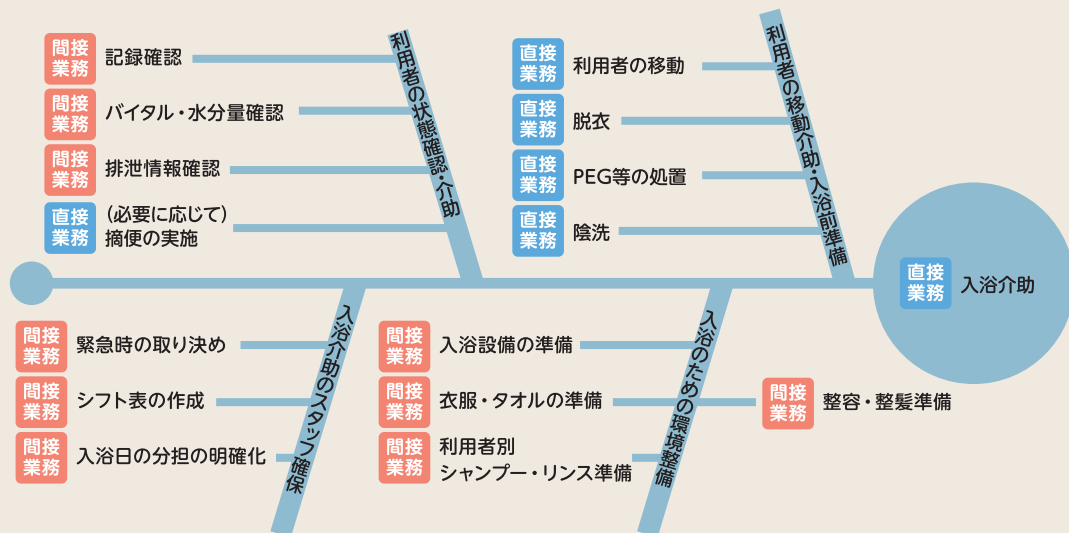 利用者の状態確認・介助
間接
業務
記録確認
間接
業務
バイタル・水分量確認
間接
業務
排泄情報確認
直接
業務
（必要に応じて）
摘便の実施
利用者の移動介助・入浴前準備
直接
業務
利用者の移動
直接
業務
脱衣
直接
業務
PEG等の処置
直接
業務
陰洗
直接
業務
入浴介助
入浴介助のスタッフ確保
間接
業務
緊急時の取り決め
間接
業務
シフト表の作成
間接
業務
入浴日の分担の明確化
入浴のための環境整備
間接
業務
入浴設備の準備
間接
業務
衣服・タオルの準備
間接
業務
利用者別
シャンプー・リンス準備
間接
業務
整容・整髪準備